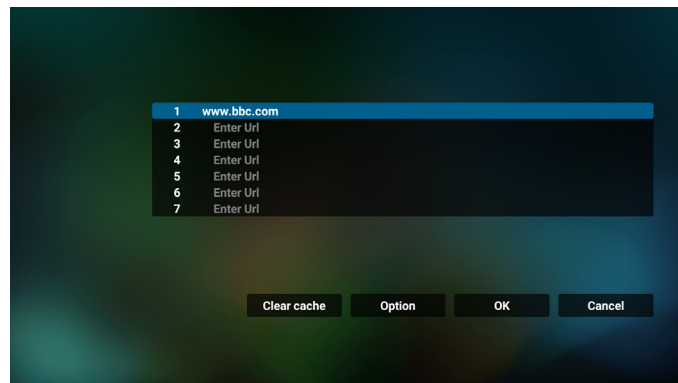 1 www.bbc.com
2 Enter Url
3 Enter Url
4 Enter Url
5 Enter Url
6 Enter Url
7 Enter Url
Clear cache Option OK Cancel